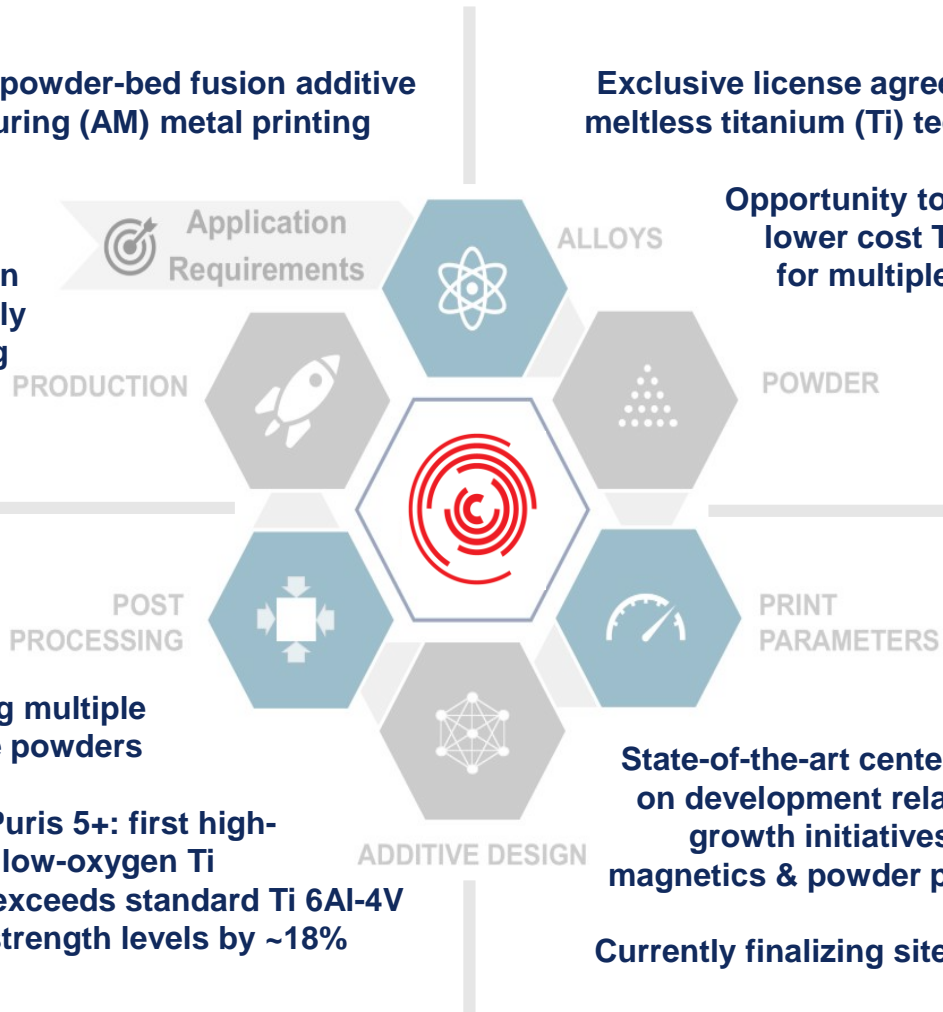 powder-bed fusion additive
uring (AM) metal printing
Exclusive license agree
meltless titanium (Ti) te
Application
Requirements
ALLOYS
Opportunity to
lower cost T
for multiple
n
ly
g
PRODUCTION
POWDER
POST
PROCESSING
PRINT
PARAMETERS
g multiple
e powders
Puris 5+: first high-
low-oxygen Ti
exceeds standard Ti 6Al-4V
strength levels by ~18%
ADDITIVE DESIGN
State-of-the-art cente
on development rela
growth initiatives
magnetics & powder p
Currently finalizing site